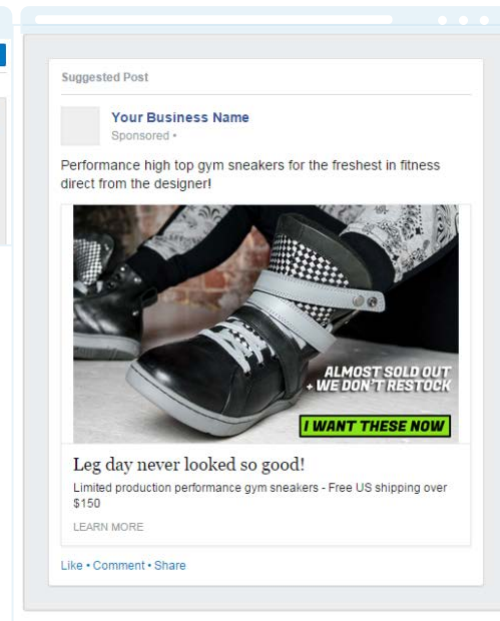 Suggested Post
Your Business Name
Sponsored •
Performance high top gym sneakers for the freshest in fitness
direct from the designer!
ALMOST SOLD OUT
+ WE DON'T RESTOCK
I WANT THESE NOW
Leg day never looked so good!
Limited production performance gym sneakers - Free US shipping over
$150
LEARN MORE
Like • Comment • Share